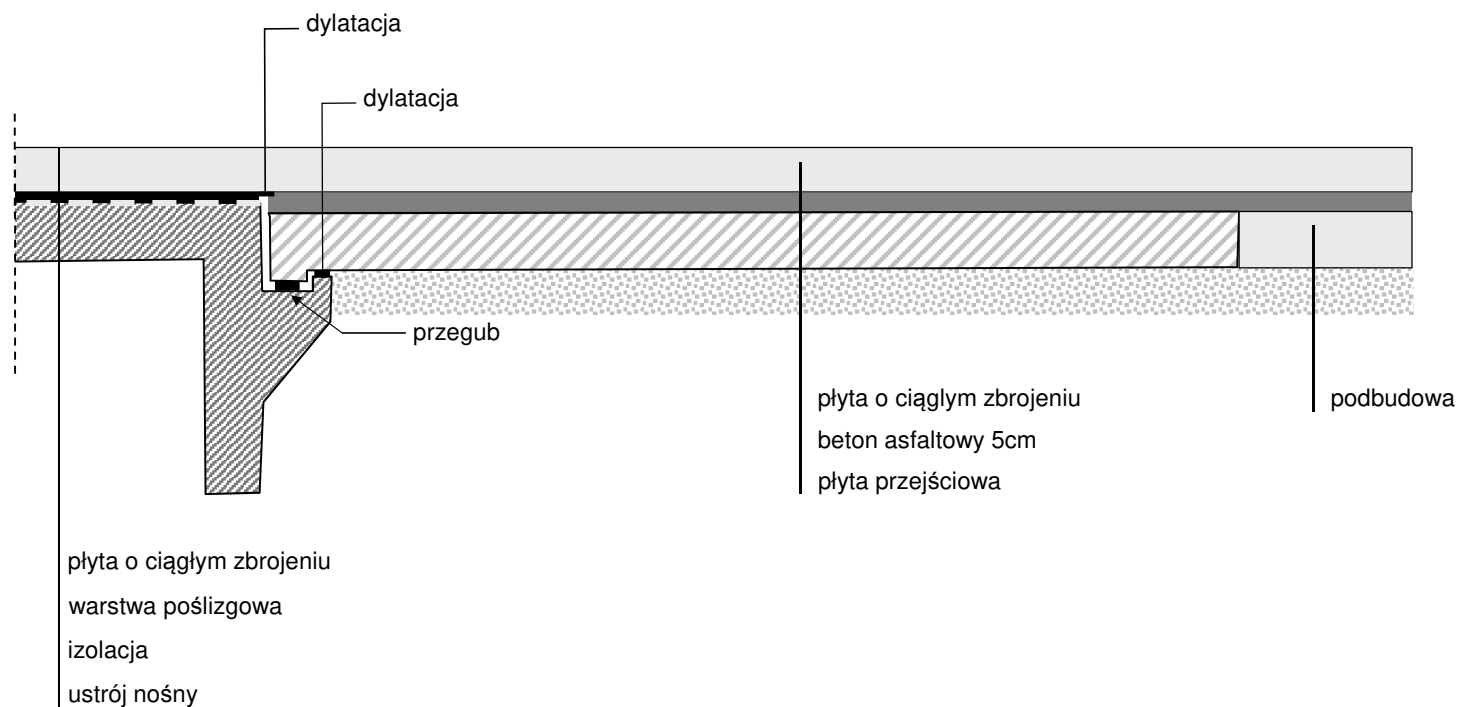 dylatacja
dylatacja
przegub
płyta o ciąglym zbrojeniu
beton asfaltowy 5cm
płyta przejściowa
podbudowa
płyta o ciągłym zbrojeniu
warstwa poślizgowa
izolacja
ustrój nośny